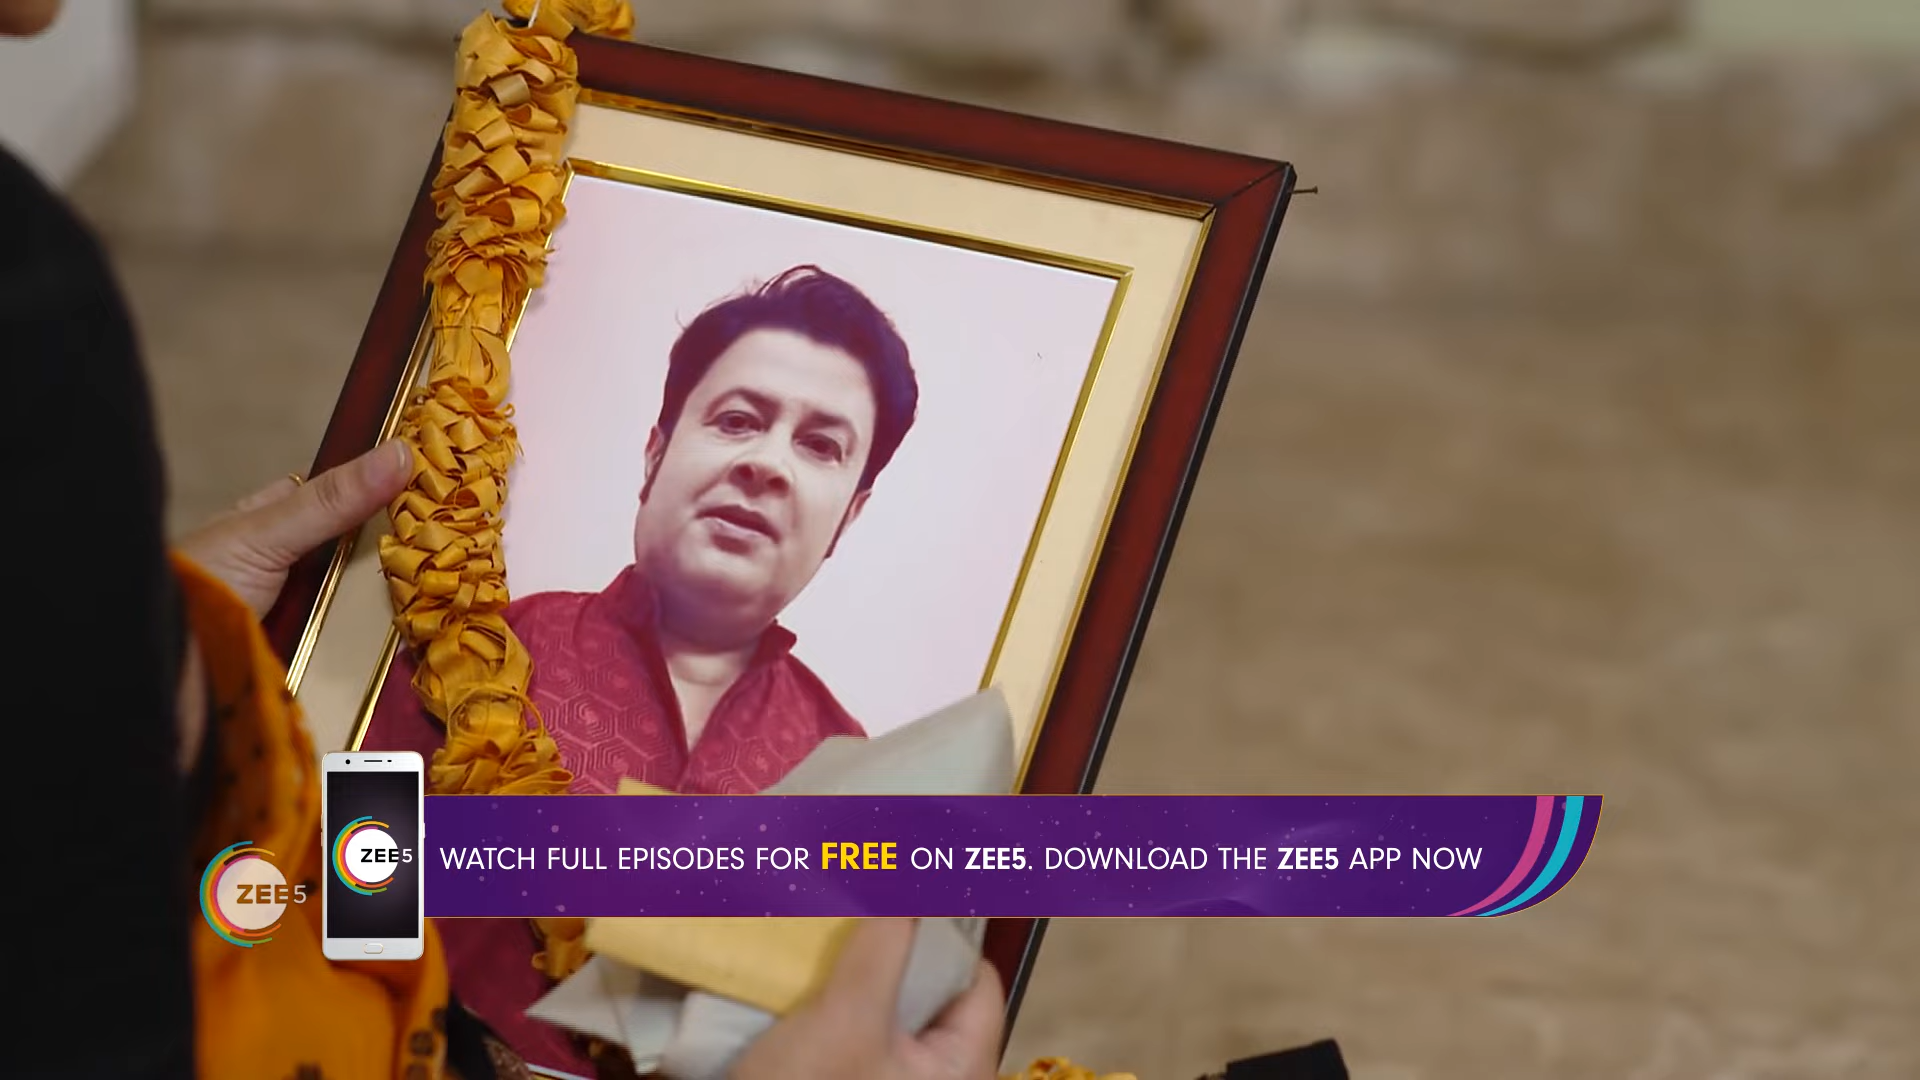 ZEE5
ZEE5
WATCH FULL EPISODES FOR FREE ON ZEE5. DOWNLOAD THE ZEE5 APP NOW